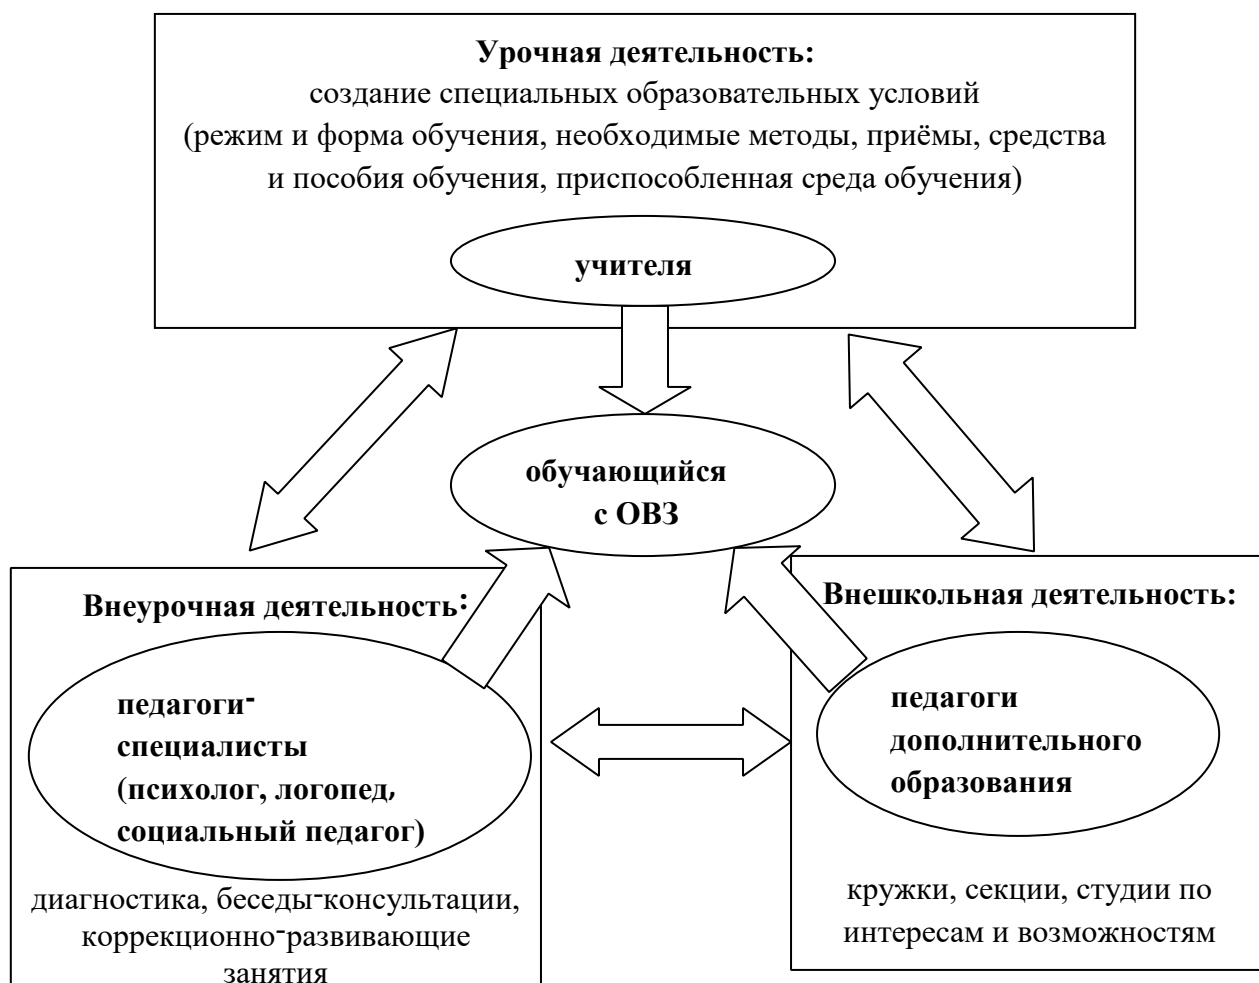 Урочная деятельность:
создание специальных образовательных условий
(режим и форма обучения, необходимые методы, приёмы, средства
и пособия обучения, приспособленная среда обучения)
учителя
обучающийся
с ОВЗ
Внеурочная деятельность:
педагоги-
специалисты
(психолог, логопед,
социальный педагог)
диагностика, беседы-консультации,
коррекционно-развивающие
занятия
Внешкольная деятельность:
педагоги
дополнительного
образования
кружки, секции, студии по
интересам и возможностям